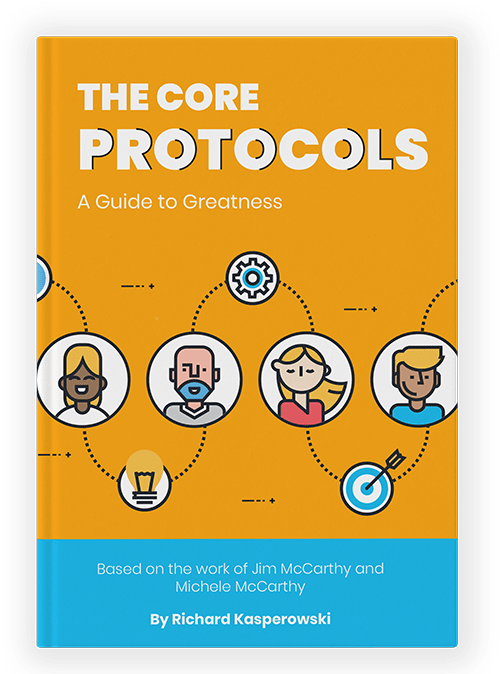 THE CORE
PROTOCOLS
A Guide to Greatness
Based on the work of Jim McCarthy and
Michele McCarthy
By Richard Kasperowski